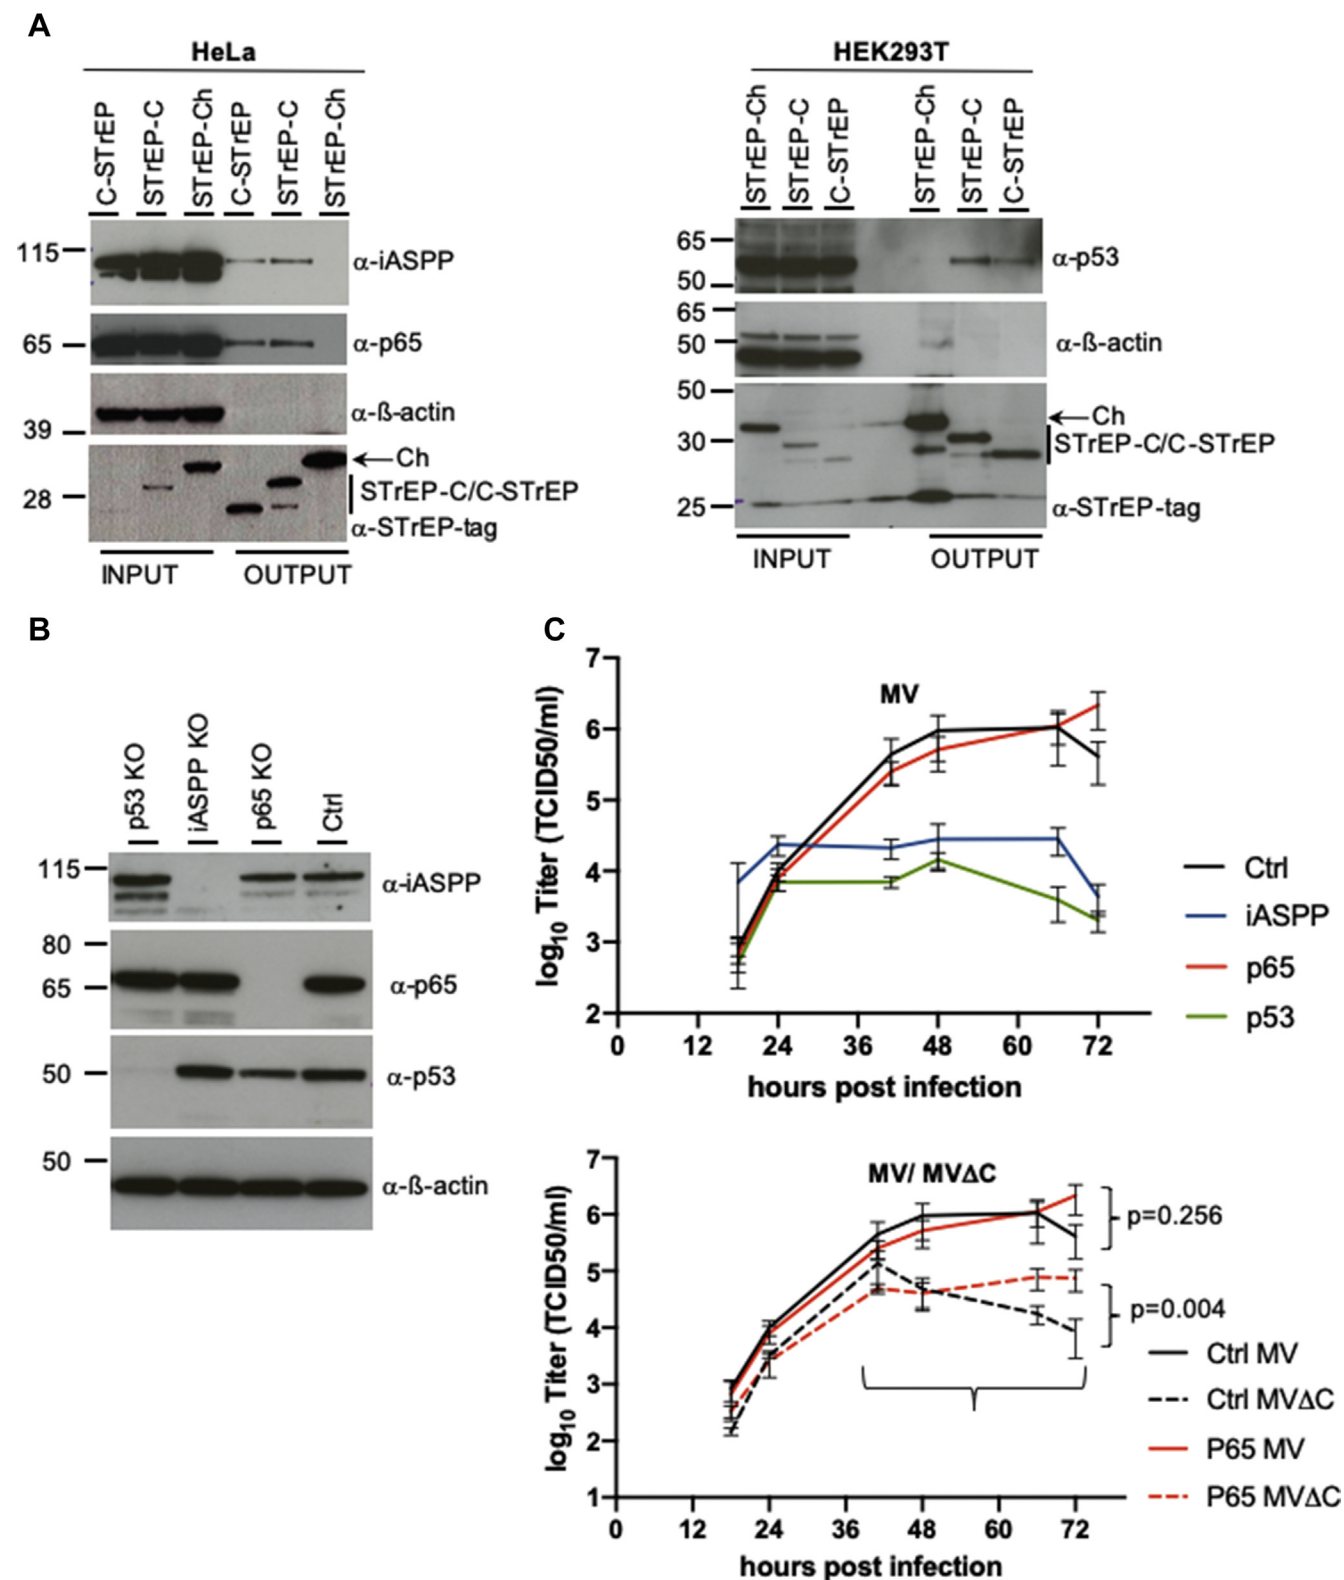 A
HeLa
C-STrEP
STrEP-C
STrEP-Ch
C-STrEP
STrEP-C
STrEP-Ch
115
α-iASPP
65
α-p65
α-ß-actin
39
Ch
28
STrEP-C/C-STrEP
α-STrEP-tag
INPUT
OUTPUT
HEK293T
STrEP-Ch
STrEP-C
C-STrEP
STrEP-Ch
STrEP-C
C-STrEP
65
α-p53
50
65
α-ß-actin
50
50
Ch
30
STrEP-C/C-STrEP
25
α-STrEP-tag
INPUT
OUTPUT
B
p53 KO
iASPP KO
p65 KO
Ctrl
115
α-iASPP
80
α-p65
65
50
α-p53
50
α-ß-actin
C
MV
log10 Titer (TCID50/ml)
7
6
5
4
3
2
0 12 24 36 48 60 72
hours post infection
Ctrl
iASPP
p65
p53
MV/ MVΔC
log10 Titer (TCID50/ml)
7
6
5
4
3
2
1
0 12 24 36 48 60 72
hours post infection
p=0.256
p=0.004
Ctrl MV
Ctrl MVΔC
P65 MV
P65 MVΔC